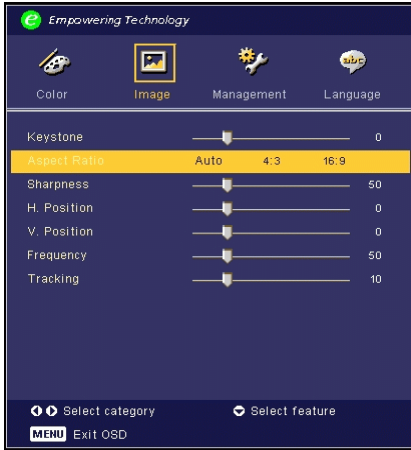 e Empowering Technology
abc
Color Image Management Language
Keystone 0
Aspect Ratio Auto 4:3 16:9
Sharpness 50
H. Position 0
V. Position 0
Frequency 50
Tracking 10
Select category Select feature
MENU Exit OSD